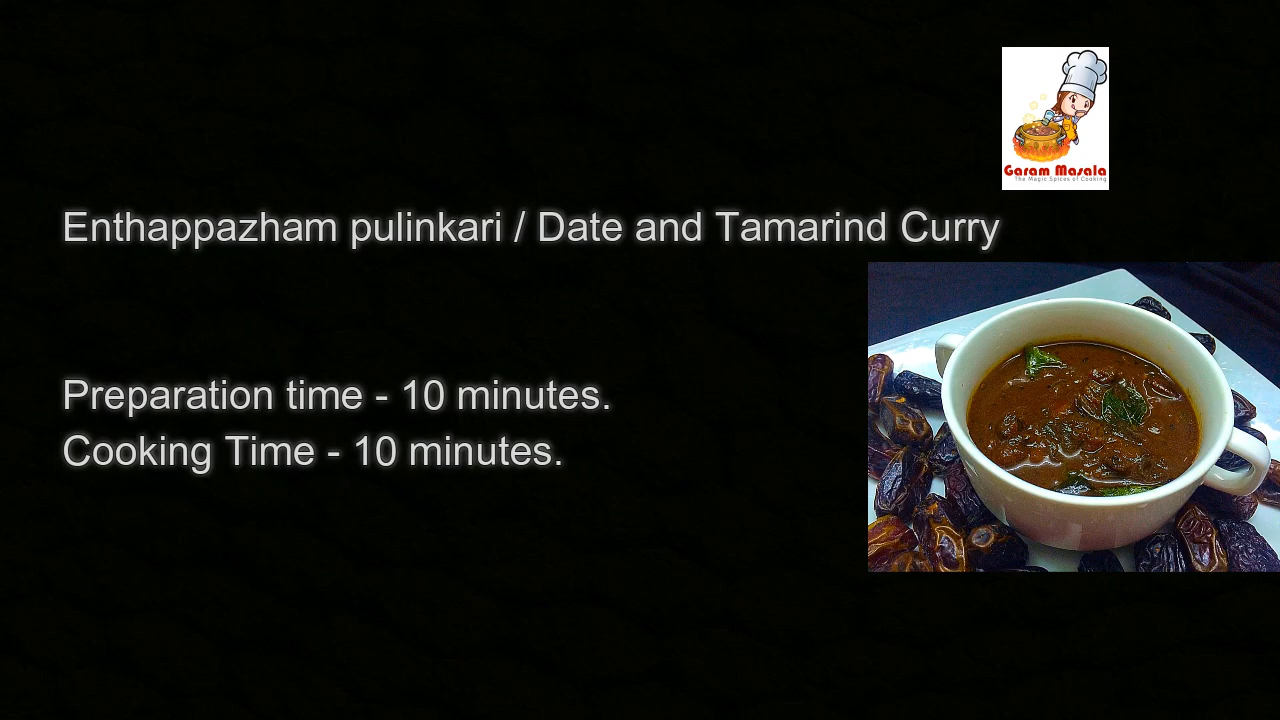 Garam Masala
The Magic Spices of Cooking
Enthappazham pulinkari / Date and Tamarind Curry
Preparation time - 10 minutes.
Cooking Time - 10 minutes.